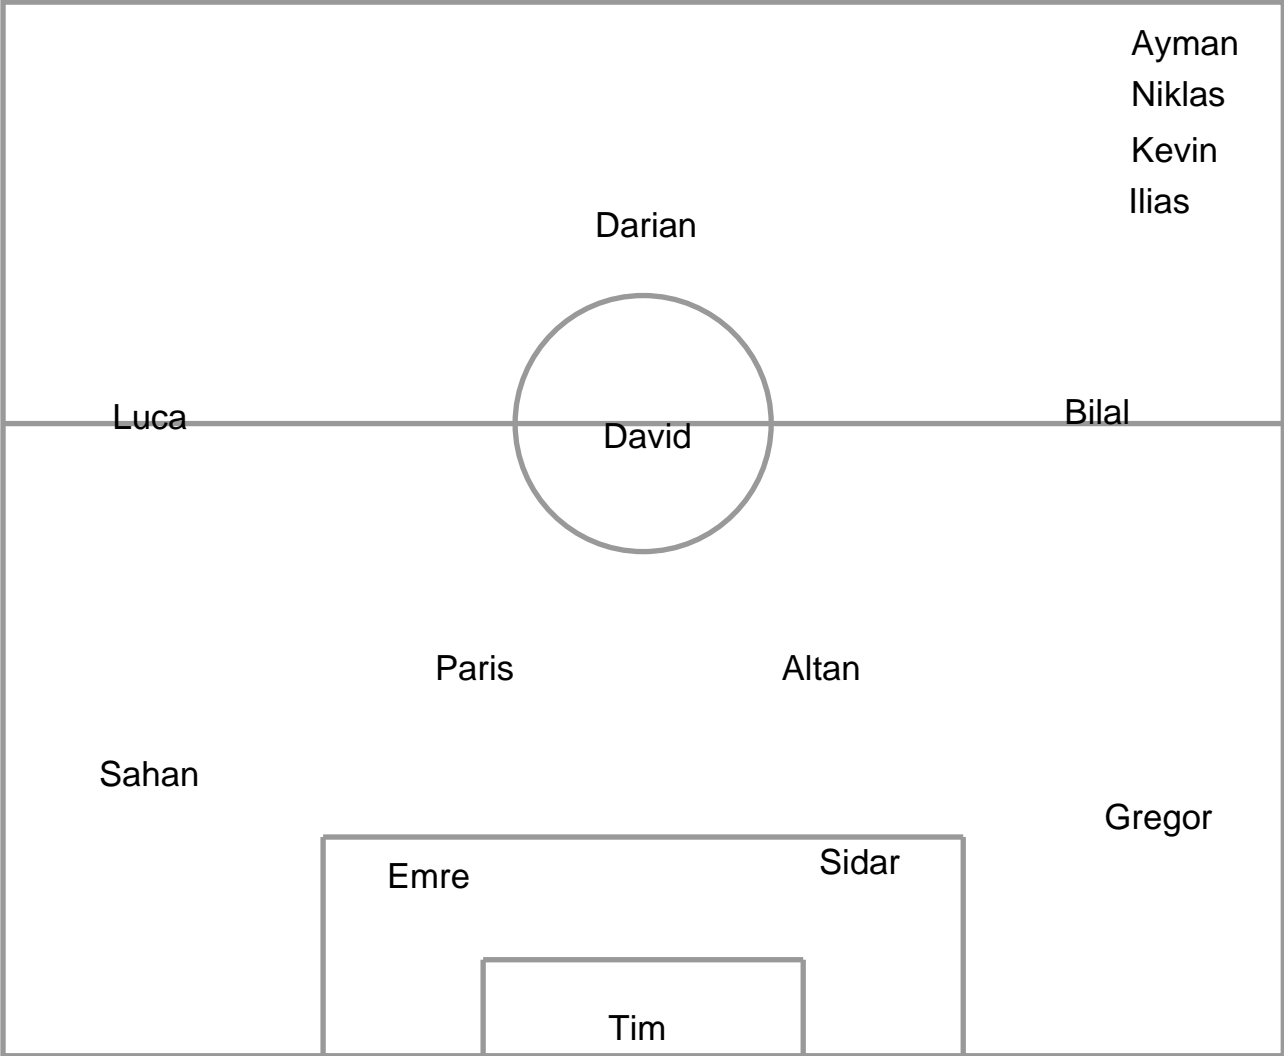 Ayman
Niklas
Kevin
Ilias
Darian
Luca
David
Bilal
Paris
Altan
Sahan
Gregor
Emre
Sidar
Tim